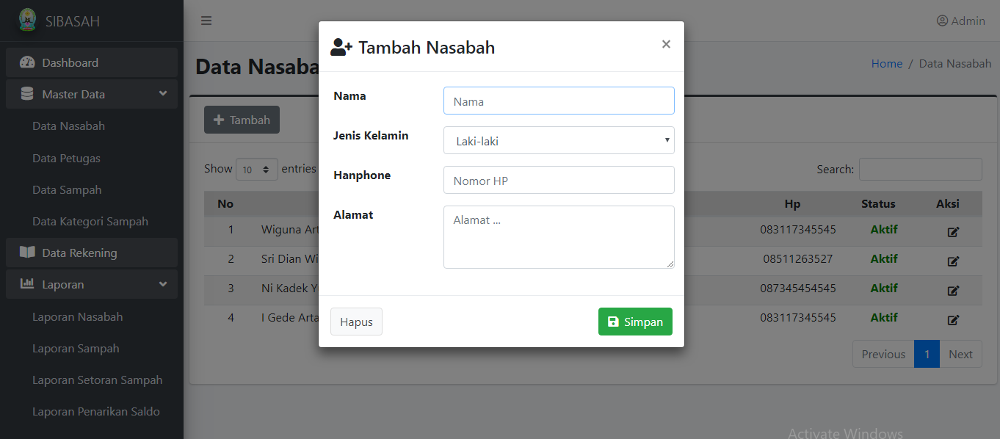 SIBASAH
Admin
Dashboard
Master Data
Data Nasabah
Data Petugas
Data Sampah
Data Kategori Sampah
Data Rekening
Laporan
Laporan Nasabah
Laporan Sampah
Laporan Setoran Sampah
Laporan Penarikan Saldo
Data Nasaba
Home / Data Nasabah
Tambah
Show 10 entries
Search:
No Hp Status Aksi
1 Wiguna Art 083117345545 Aktif
2 Sri Dian Wi 08511263527 Aktif
3 Ni Kadek Y 087345454545 Aktif
4 I Gede Arta 083117345545 Aktif
Previous 1 Next
Tambah Nasabah ×
Nama Nama
Jenis Kelamin Laki-laki
Hanphone Nomor HP
Alamat Alamat ...
Hapus Simpan
Activate Windows